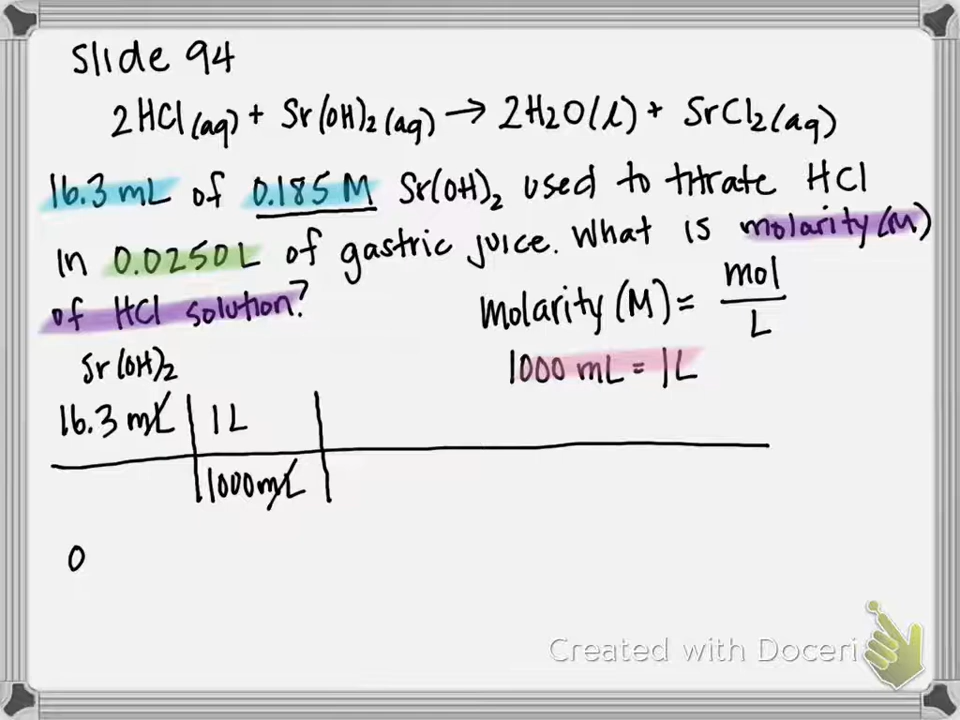 Slide 94
2HCl(aq) + Sr(OH)₂(aq) → 2H₂O(l) + SrCl₂(aq)
16.3 mL of 0.185 M Sr(OH)₂ used to titrate HCl
in 0.0250 L of gastric juice. What is molarity (M)
of HCl solution?
molarity (M) = mol
L
1000 mL = 1L
Sr(OH)₂
16.3 mL | 1L
1000mL
0
Created with Doceri